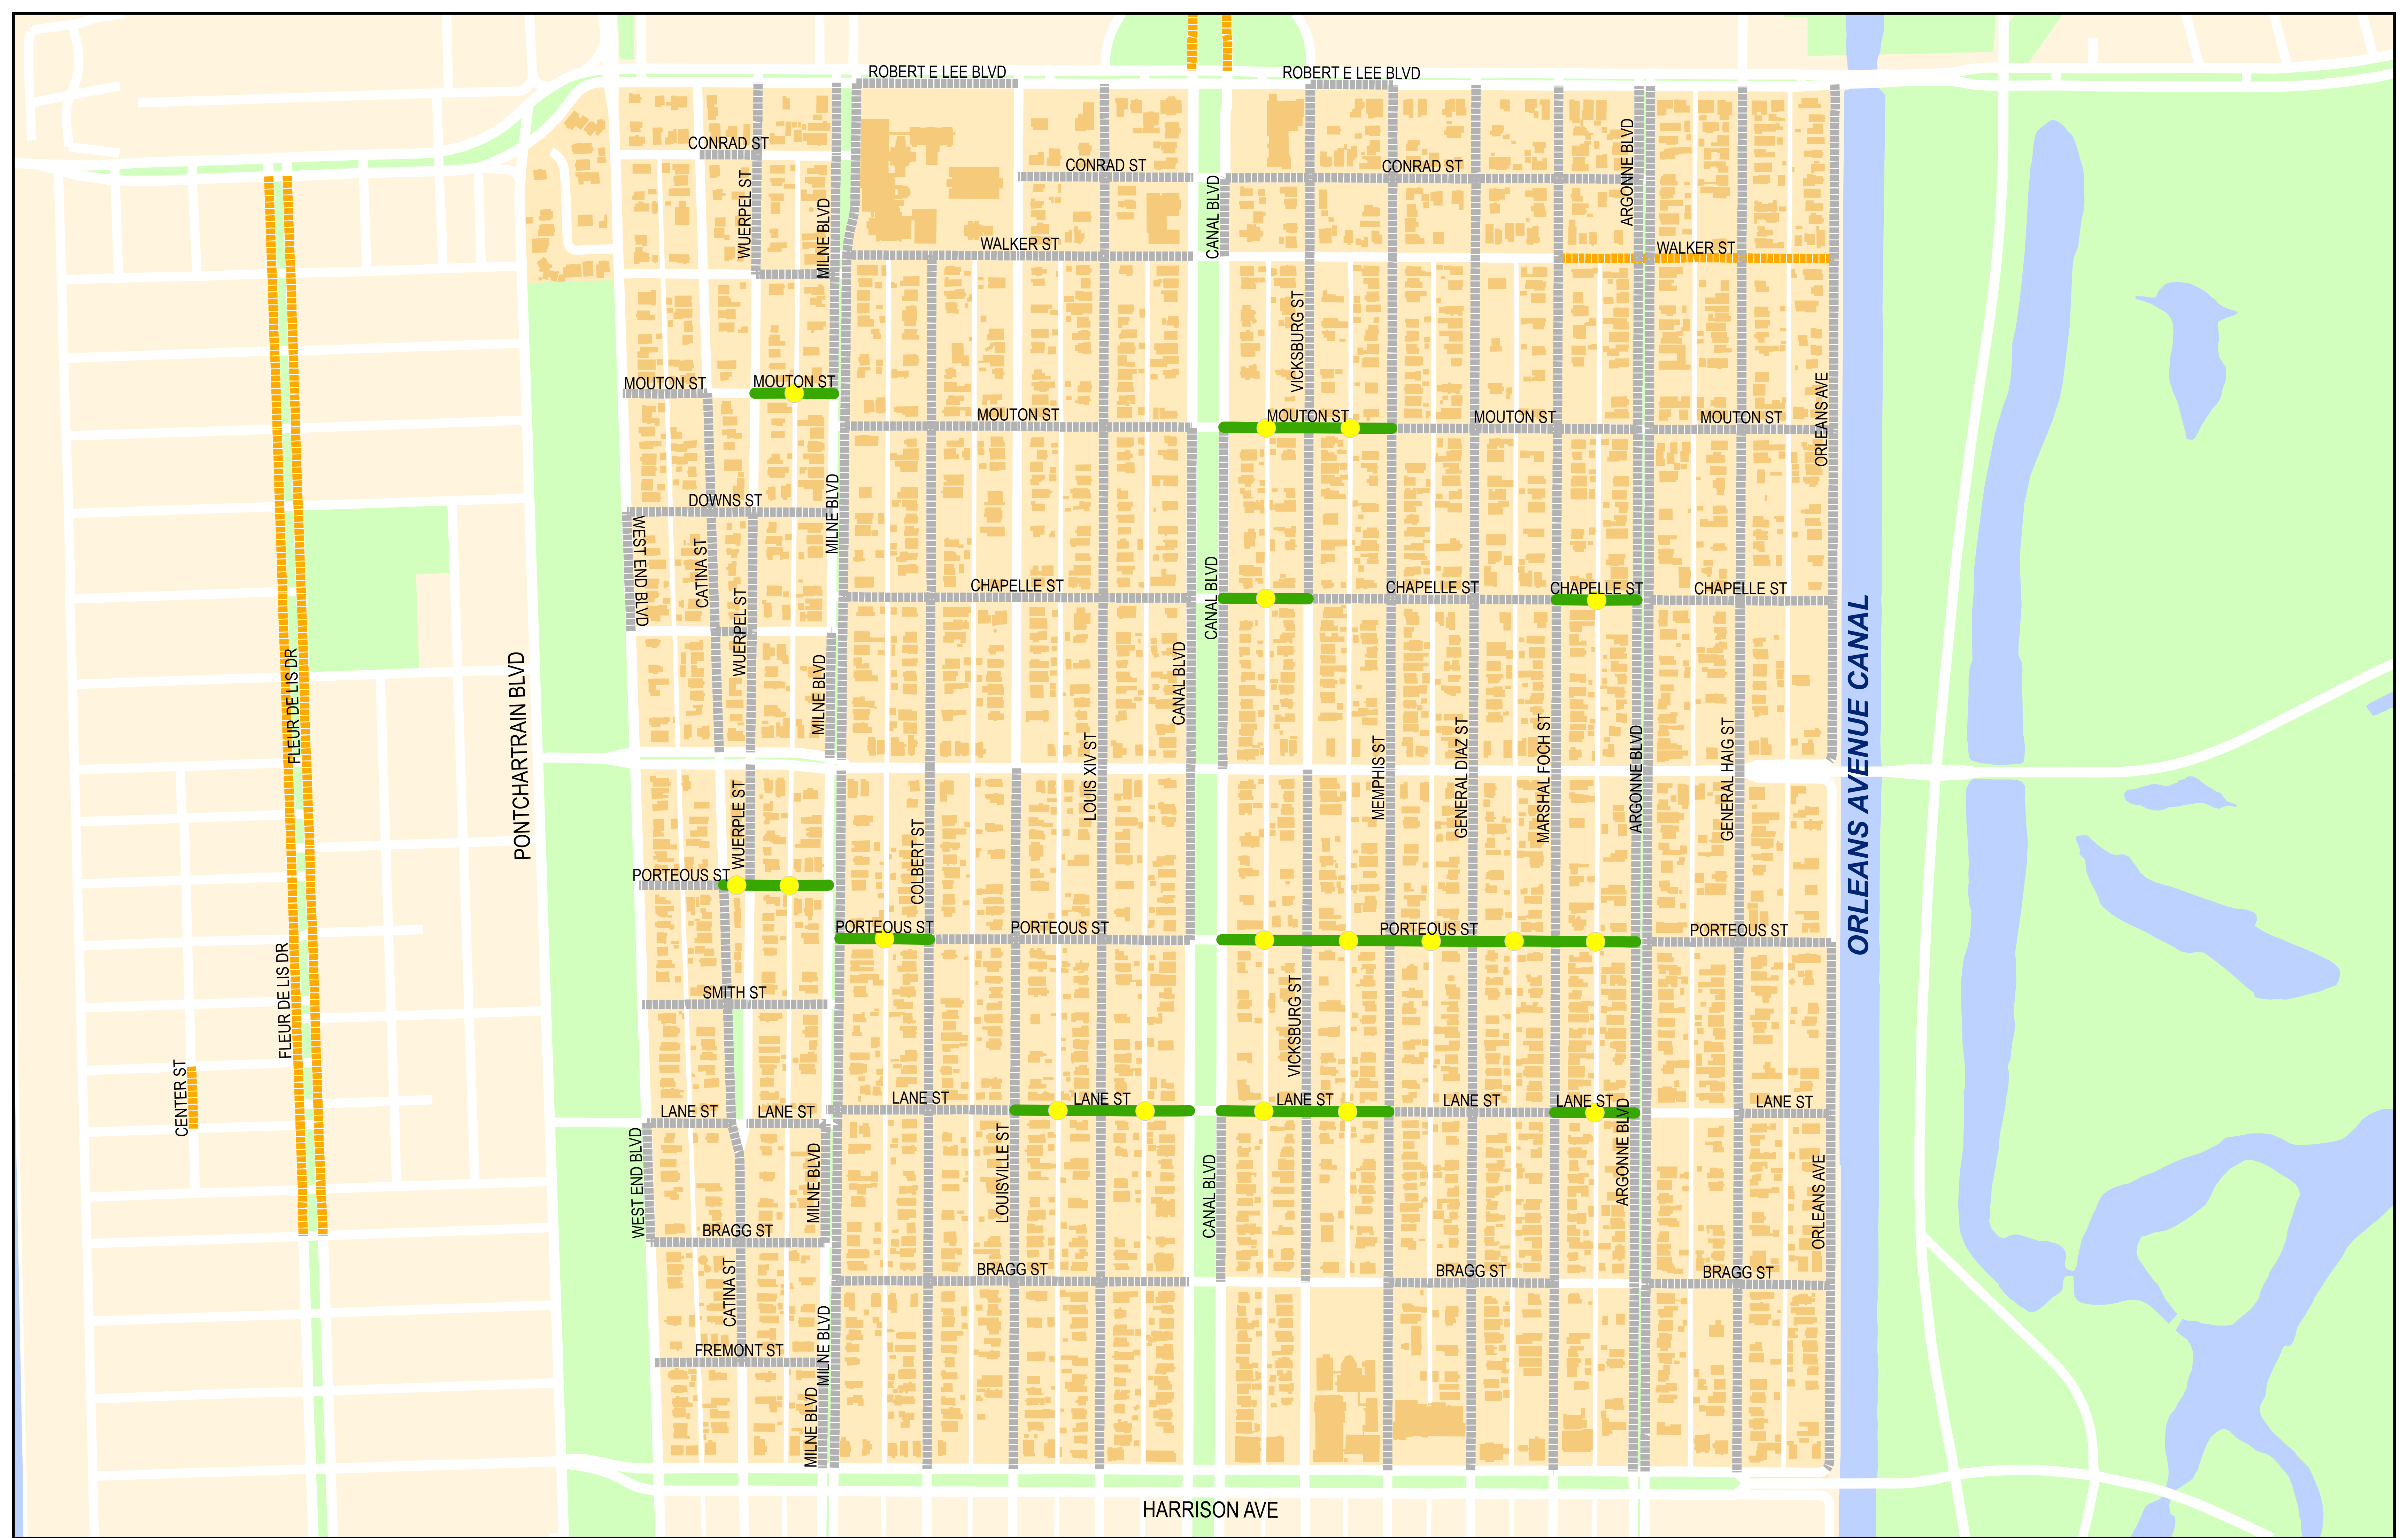 ROBERT E LEE BLVD
ROBERT E LEE BLVD
CONRAD ST
CONRAD ST
CONRAD ST
ARGONNE BLVD
WUERPEL ST
MILNE BLVD
CANAL BLVD
WALKER ST
WALKER ST
VICKSBURG ST
MOUTON ST
MOUTON ST
MOUTON ST
MOUTON ST
MOUTON ST
MOUTON ST
ORLEANS AVE
DOWNS ST
MILNE BLVD
WEST END BLVD
CATINA ST
WUERPEL ST
CHAPELLE ST
CANAL BLVD
CHAPELLE ST
CHAPELLE ST
CHAPELLE ST
FLEUR DE LIS DR
PONTCHARTRAIN BLVD
MILNE BLVD
CANAL BLVD
LOUIS XIV ST
MEMPHIS ST
GENERAL DIAZ ST
MARSHAL FOCH ST
ARGONNE BLVD
GENERAL HAIG ST
ORLEANS AVENUE CANAL
WUERPLE ST
COLBERT ST
PORTEOUS ST
PORTEOUS ST
PORTEOUS ST
PORTEOUS ST
PORTEOUS ST
FLEUR DE LIS DR
SMITH ST
VICKSBURG ST
CENTER ST
LANE ST
LANE ST
LANE ST
LANE ST
LANE ST
LANE ST
LANE ST
LANE ST
WEST END BLVD
MILNE BLVD
LOUISVILLE ST
CANAL BLVD
ARGONNE BLVD
ORLEANS AVE
BRAGG ST
BRAGG ST
BRAGG ST
BRAGG ST
CATINA ST
MILNE BLVD
FREMONT ST
MILNE BLVD
HARRISON AVE